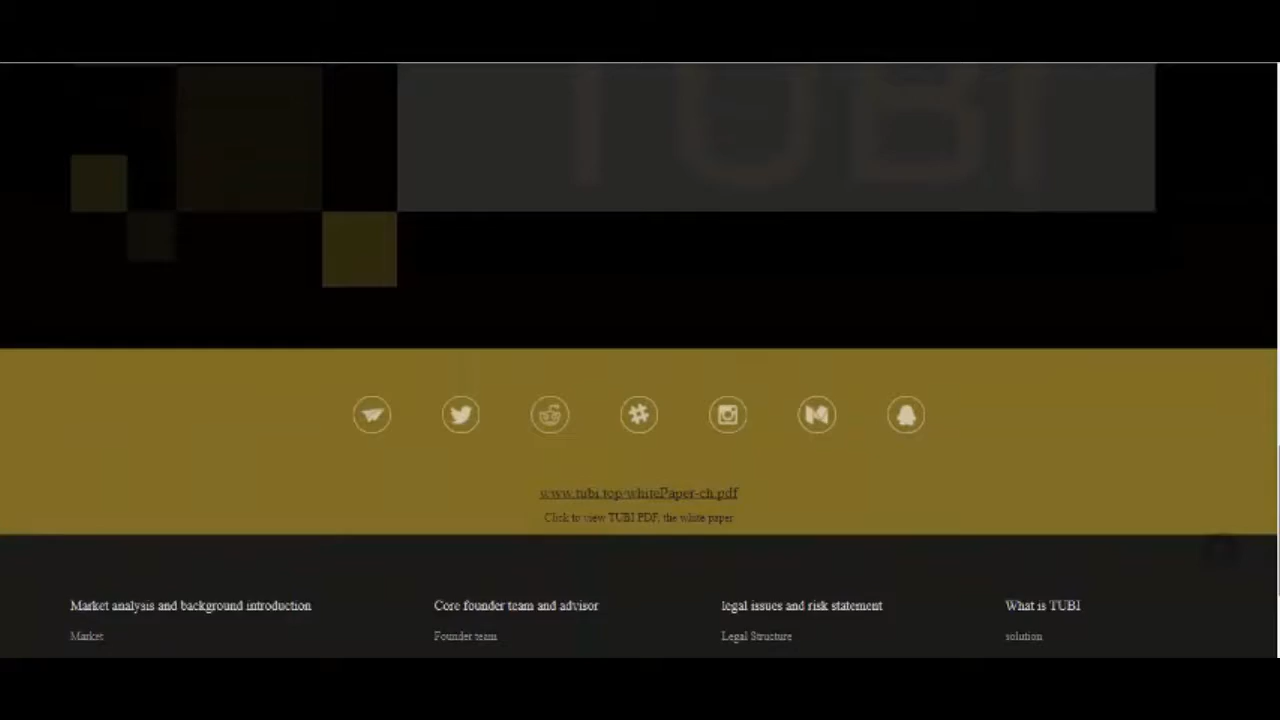 TUBI
www.tubi.top/whitePaper-ch.pdf
Click to view TUBI PDF, the white paper
Market analysis and background introduction
Core founder team and advisor
legal issues and risk statement
What is TUBI
Market
Founder team
Legal Structure
solution